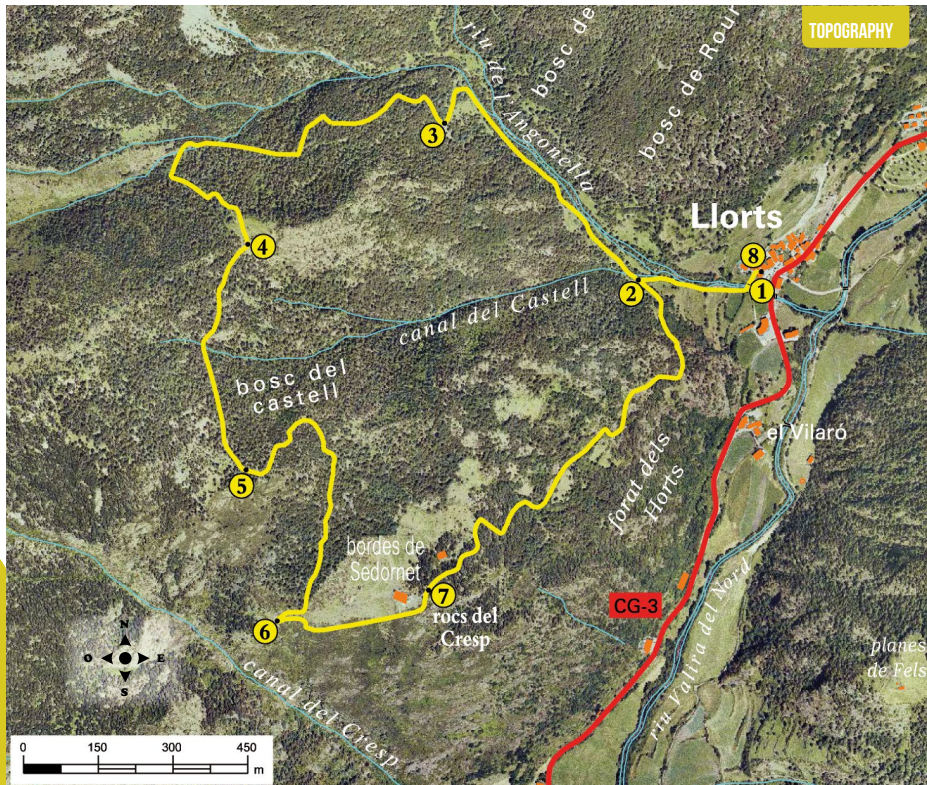 TOPOGRAPHY
riu de l'Angonella
bosc de
bosc de Rour
3
Llorts
4
8
2
1
canal del Castell
bosc del
castell
el Vilaró
5
forat dels
Horts
bordes de
Sedornet
7
CG-3
rocs del
Cresp
6
riu Valira del Nord
planes
de Fels
N
O
E
S
canal del Cresp
0 150 300 450
m